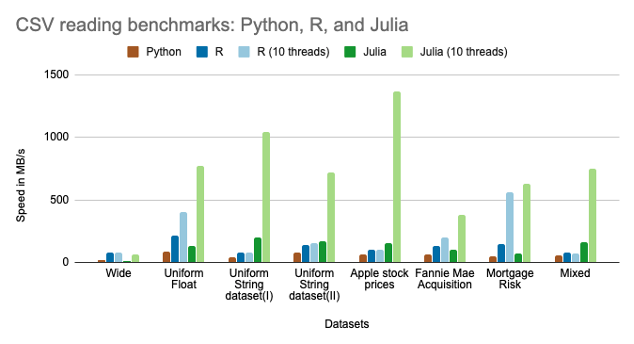 CSV reading benchmarks: Python, R, and Julia
Python R R (10 threads) Julia Julia (10 threads)
1500
1000
500
0
Speed in MB/s
Wide Uniform Float Uniform String dataset(I) Uniform String dataset(II) Apple stock prices Fannie Mae Acquisition Mortgage Risk Mixed
Datasets